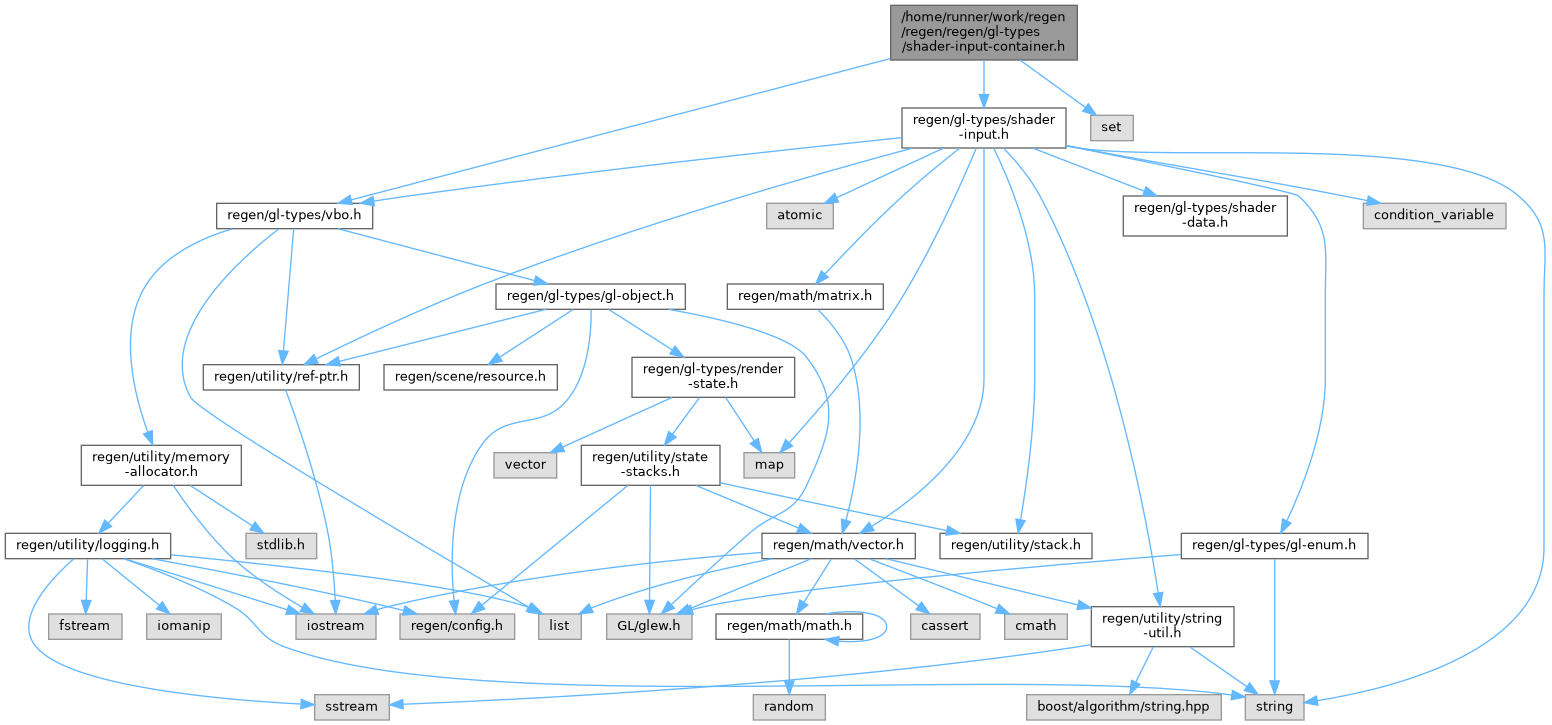 /home/runner/work/regen
/regen/regen/gl-types
/shader-input-container.h
regen/gl-types/shader
-input.h
set
regen/gl-types/vbo.h
atomic
regen/gl-types/shader
-data.h
condition_variable
regen/gl-types/gl-object.h
regen/math/matrix.h
regen/utility/ref-ptr.h
regen/scene/resource.h
regen/gl-types/render
-state.h
regen/utility/memory
-allocator.h
vector
regen/utility/state
-stacks.h
map
regen/utility/logging.h
stdlib.h
regen/math/vector.h
regen/utility/stack.h
regen/gl-types/gl-enum.h
fstream
iomanip
iostream
regen/config.h
list
GL/glew.h
regen/math/math.h
cassert
cmath
regen/utility/string
-util.h
sstream
random
boost/algorithm/string.hpp
string